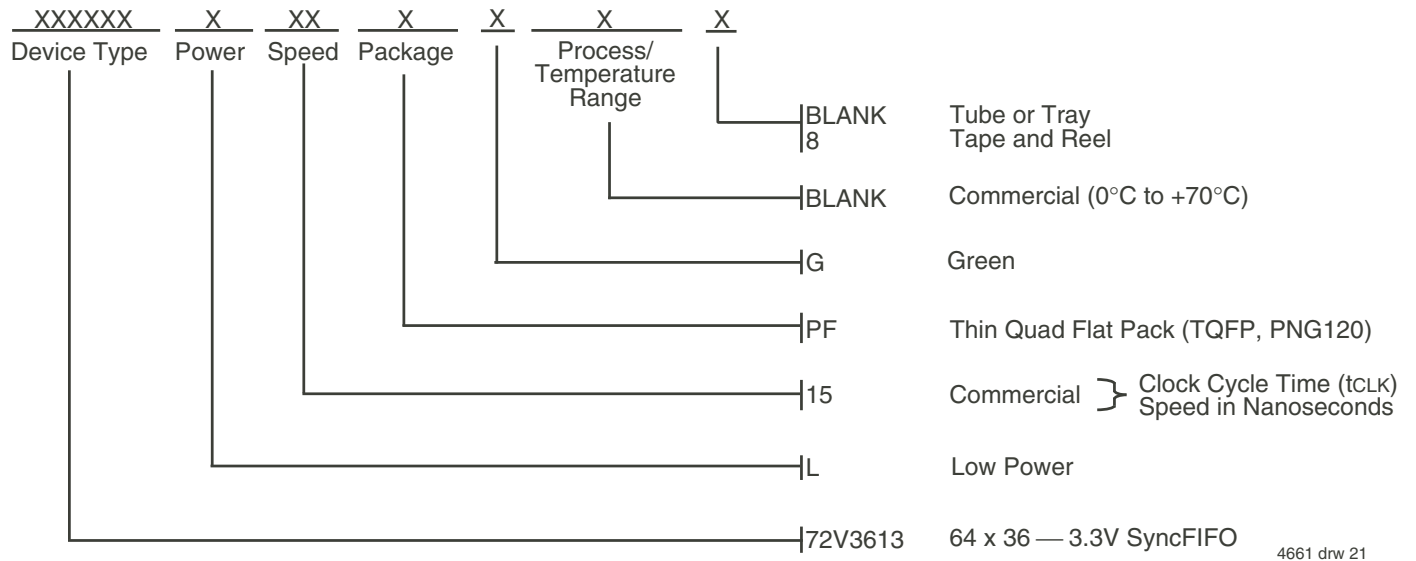 XXXXXX X XX X X X X
Device Type Power Speed Package Process/
Temperature
Range
BLANK Tube or Tray
8 Tape and Reel
BLANK Commercial (0°C to +70°C)
G Green
PF Thin Quad Flat Pack (TQFP, PNG120)
15 Commercial } Clock Cycle Time (tCLK)
Speed in Nanoseconds
L Low Power
72V3613 64 x 36 — 3.3V SyncFIFO
4661 drw 21